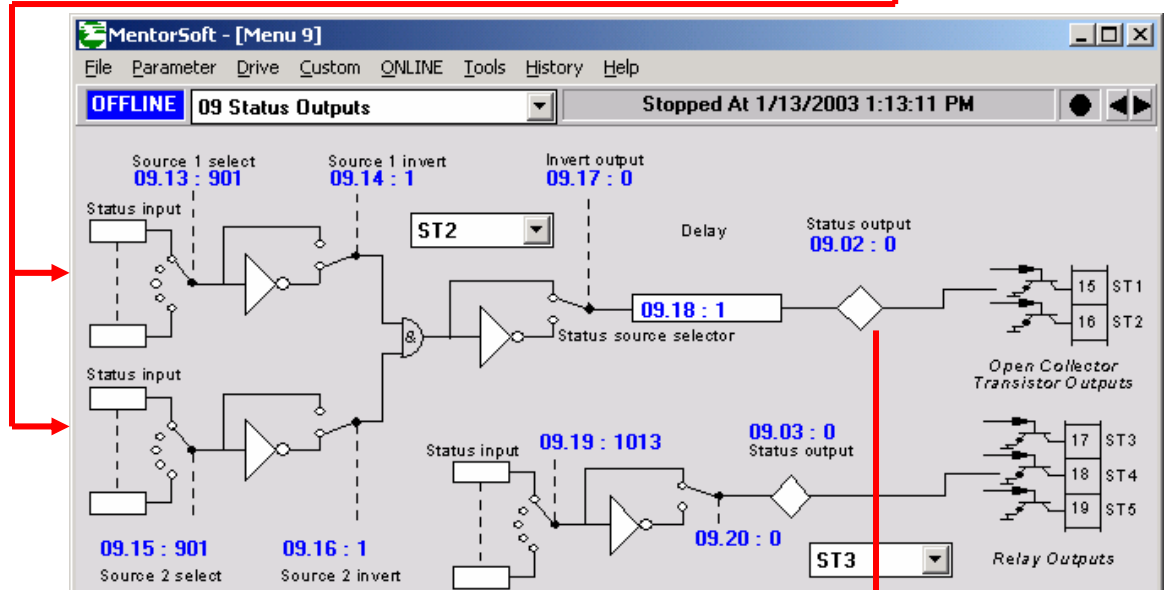 MentorSoft - [Menu 9]
File Parameter Drive Custom ONLINE Tools History Help
OFFLINE 09 Status Outputs Stopped At 1/13/2003 1:13:11 PM
Source 1 select
09.13 : 901
Source 1 invert
09.14 : 1
Invert output
09.17 : 0
Status input
ST2
Delay
Status output
09.02 : 0
15 ST1
16 ST2
09.18 : 1
Status source selector
&
Open Collector
Transistor Outputs
Status input
Status input
09.19 : 1013
09.03 : 0
Status output
17 ST3
18 ST4
19 ST5
09.20 : 0
09.15 : 901
Source 2 select
09.16 : 1
Source 2 invert
ST3
Relay Outputs